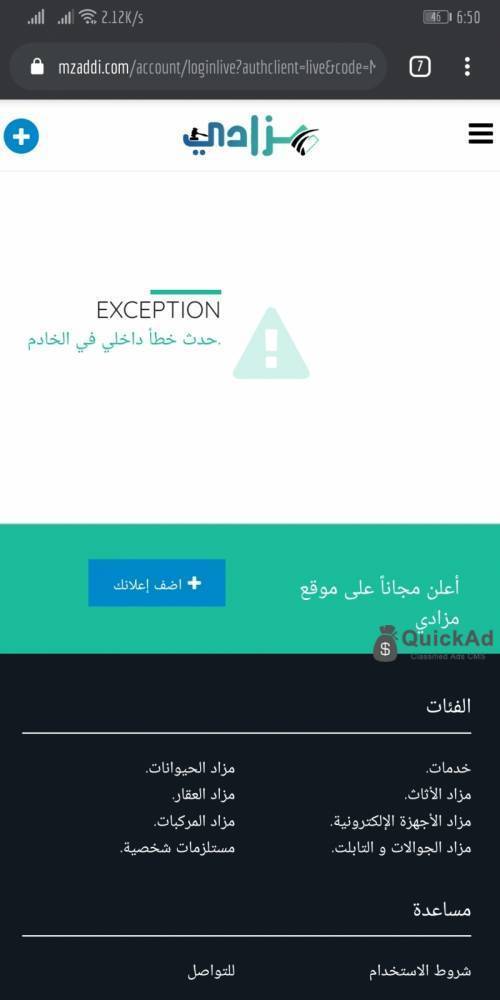 2.12K/s 46 6:50
mzaddi.com/account/loginlive?authclient=live&code=M 7
مزادي
EXCEPTION
حدث خطأ داخلي في الخادم.
أعلن مجاناً على موقع
مزادي
اضف إعلانك
QuickAd
Classified Ads CMS
الفئات
خدمات.
مزاد الحيوانات.
مزاد الأثاث.
مزاد العقار.
مزاد الأجهزة الإلكترونية.
مزاد المركبات.
مزاد الجوالات و التابلت.
مستلزمات شخصية.
مساعدة
شروط الاستخدام
للتواصل